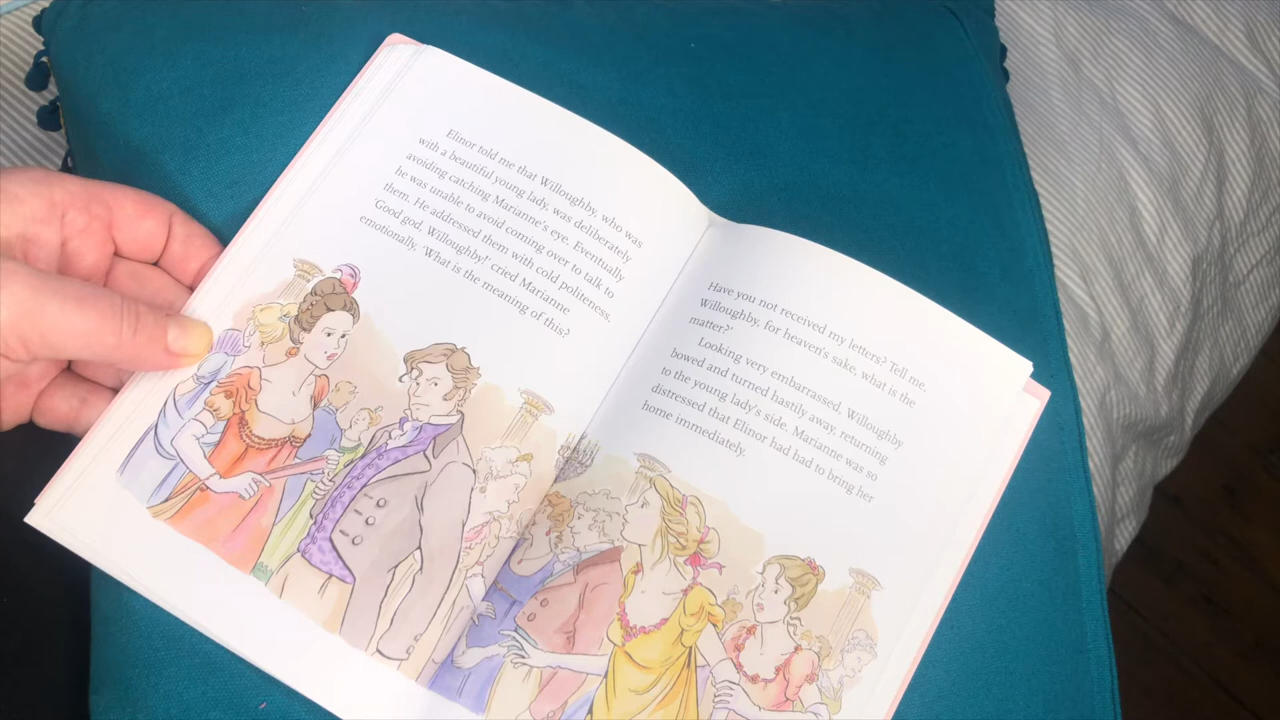 Elinor told me that Willoughby, who was
with a beautiful young lady, was deliberately
avoiding catching Marianne's eye. Eventually
he was unable to avoid coming over to talk to
them. He addressed them with cold politeness.
'Good god, Willoughby!' cried Marianne
emotionally. 'What is the meaning of this?
Have you not received my letters? Tell me,
Willoughby, for heaven's sake, what is the
matter?'
Looking very embarrassed, Willoughby
bowed and turned hastily away, returning
to the young lady's side. Marianne was so
distressed that Elinor had had to bring her
home immediately.